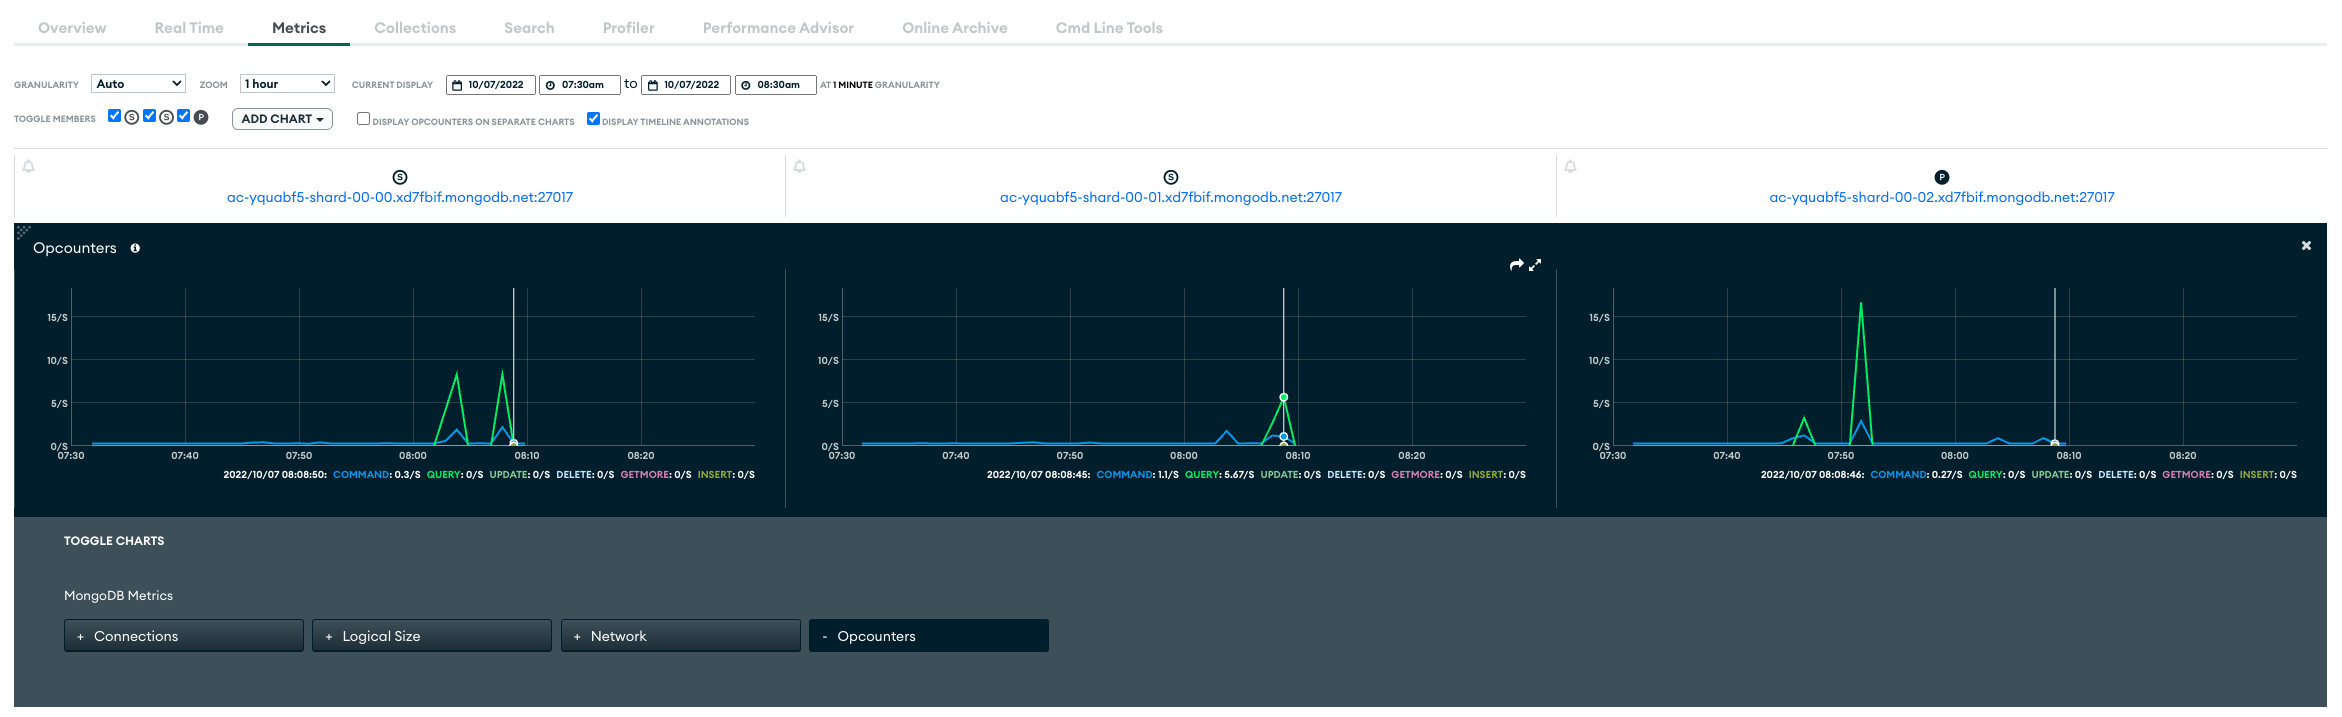 Overview Real Time Metrics Collections Search Profiler Performance Advisor Online Archive Cmd Line Tools
GRANULARITY Auto ZOOM 1 hour CURRENT DISPLAY 10/07/2022 07:30am to 10/07/2022 08:30am AT 1 MINUTE GRANULARITY
TOGGLE MEMBERS S S P ADD CHART DISPLAY OPCOUNTERS ON SEPARATE CHARTS DISPLAY TIMELINE ANNOTATIONS
S S P
ac-yquabf5-shard-00-00.xd7fbif.mongodb.net:27017 ac-yquabf5-shard-00-01.xd7fbif.mongodb.net:27017 ac-yquabf5-shard-00-02.xd7fbif.mongodb.net:27017
Opcounters
15/S 15/S 15/S
10/S 10/S 10/S
5/S 5/S 5/S
0/S 0/S 0/S
07:30 07:40 07:50 08:00 08:10 08:20 07:30 07:40 07:50 08:00 08:10 08:20 07:30 07:40 07:50 08:00 08:10 08:20
2022/10/07 08:08:50: COMMAND: 0.3/S QUERY: 0/S UPDATE: 0/S DELETE: 0/S GETMORE: 0/S INSERT: 0/S 2022/10/07 08:08:45: COMMAND: 1.1/S QUERY: 5.67/S UPDATE: 0/S DELETE: 0/S GETMORE: 0/S INSERT: 0/S 2022/10/07 08:08:46: COMMAND: 0.27/S QUERY: 0/S UPDATE: 0/S DELETE: 0/S GETMORE: 0/S INSERT: 0/S
TOGGLE CHARTS
MongoDB Metrics
+ Connections + Logical Size + Network - Opcounters